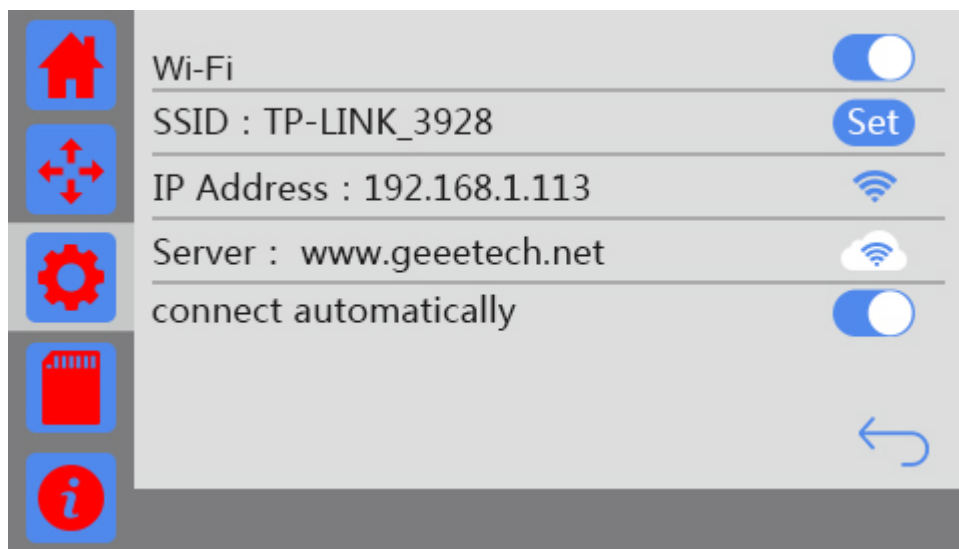 Wi-Fi
SSID : TP-LINK_3928
Set
IP Address : 192.168.1.113
Server : www.geeetech.net
connect automatically
i